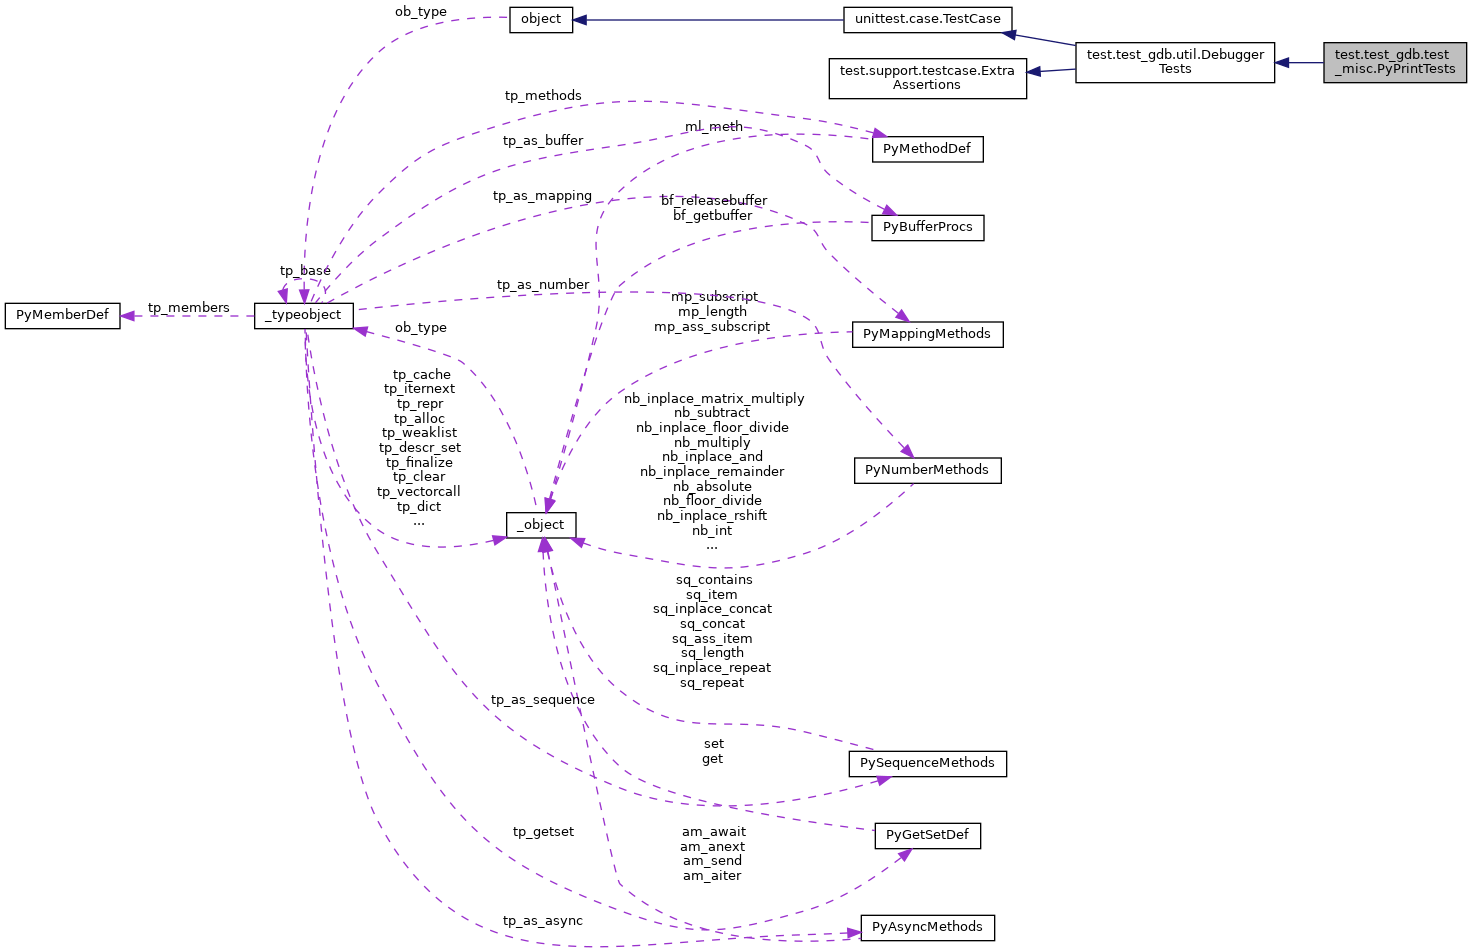 ob_type
object
unittest.case.TestCase
test.test_gdb.util.Debugger
Tests
test.test_gdb.test
_misc.PyPrintTests
test.support.testcase.Extra
Assertions
tp_methods
ml_meth
tp_as_buffer
PyMethodDef
tp_as_mapping
bf_releasebuffer
bf_getbuffer
PyBufferProcs
tp_base
tp_as_number
mp_subscript
mp_length
mp_ass_subscript
PyMemberDef
tp_members
_typeobject
ob_type
PyMappingMethods
tp_cache
tp_iternext
tp_repr
tp_alloc
tp_weaklist
tp_descr_set
tp_finalize
tp_clear
tp_vectorcall
tp_dict
...
nb_inplace_matrix_multiply
nb_subtract
nb_inplace_floor_divide
nb_multiply
nb_inplace_and
nb_inplace_remainder
nb_absolute
nb_floor_divide
nb_inplace_rshift
nb_int
...
PyNumberMethods
_object
sq_contains
sq_item
sq_inplace_concat
sq_concat
sq_ass_item
sq_length
sq_inplace_repeat
sq_repeat
tp_as_sequence
set
get
PySequenceMethods
tp_getset
am_await
am_anext
am_send
am_aiter
PyGetSetDef
tp_as_async
PyAsyncMethods